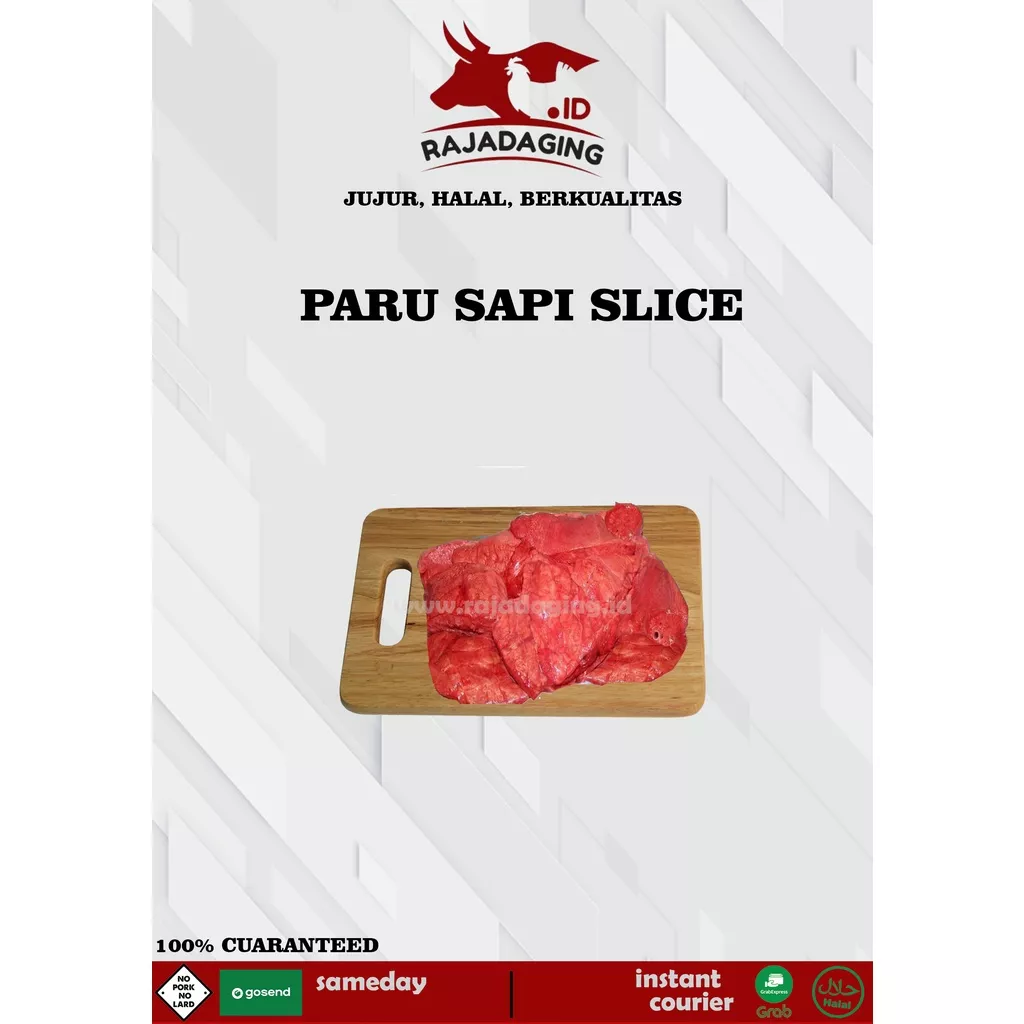 .ID
RAJADAGING
JUJUR, HALAL, BERKUALITAS
PARU SAPI SLICE
www.rajadaging.id
100% CUARANTEED
NO
PORK
NO
LARD
gosend
sameday
instant
courier
GrabExpress
Grab
حلال
Halal